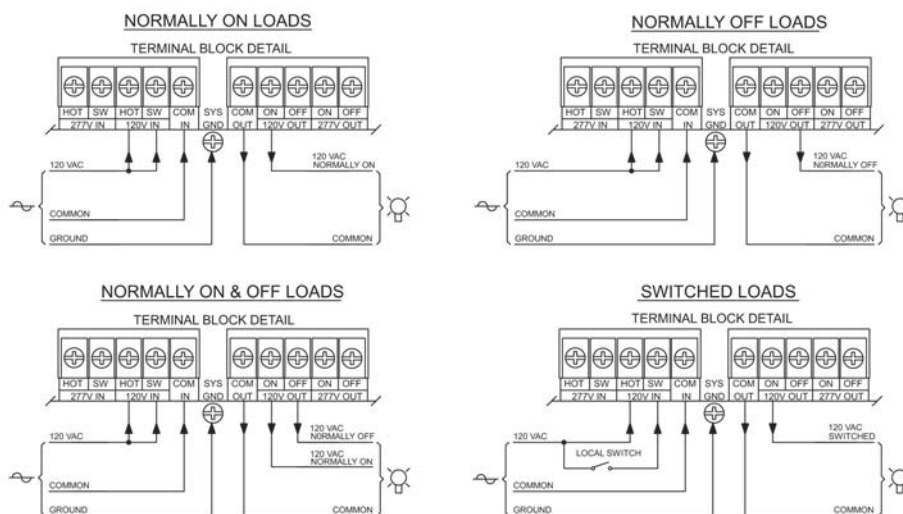 NORMALLY ON LOADS
TERMINAL BLOCK DETAIL
HOT SW HOT SW COM SYS COM ON OFF ON OFF
277V IN 120V IN IN GND OUT 120V OUT 277V OUT
120 VAC
120 VAC
NORMALLY ON
COMMON
GROUND
COMMON
NORMALLY OFF LOADS
TERMINAL BLOCK DETAIL
HOT SW HOT SW COM SYS COM ON OFF ON OFF
277V IN 120V IN IN GND OUT 120V OUT 277V OUT
120 VAC
120 VAC
N0RMALLY OFF
COMMON
GROUND
COMMON
NORMALLY ON & OFF LOADS
TERMINAL BLOCK DETAIL
HOT SW HOT SW COM SYS COM ON OFF ON OFF
277V IN 120V IN IN GND OUT 120V OUT 277V OUT
120 VAC
120 VAC
N0RMALLY OFF
120 VAC
NORMALLY ON
COMMON
GROUND
COMMON
SWITCHED LOADS
TERMINAL BLOCK DETAIL
HOT SW HOT SW COM SYS COM ON OFF ON OFF
277V IN 120V IN IN GND OUT 120V OUT 277V OUT
120 VAC
120 VAC
SWITCHED
LOCAL SWITCH
COMMON
GROUND
COMMON